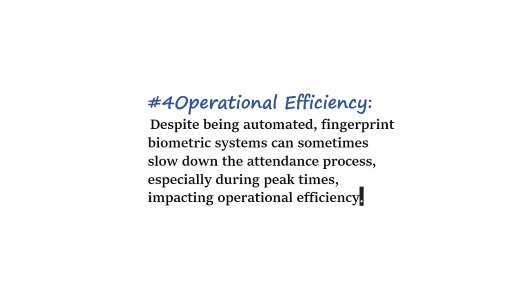 #4Operational Efficiency:
Despite being automated, fingerprint
biometric systems can sometimes
slow down the attendance process,
especially during peak times,
impacting operational efficiency.